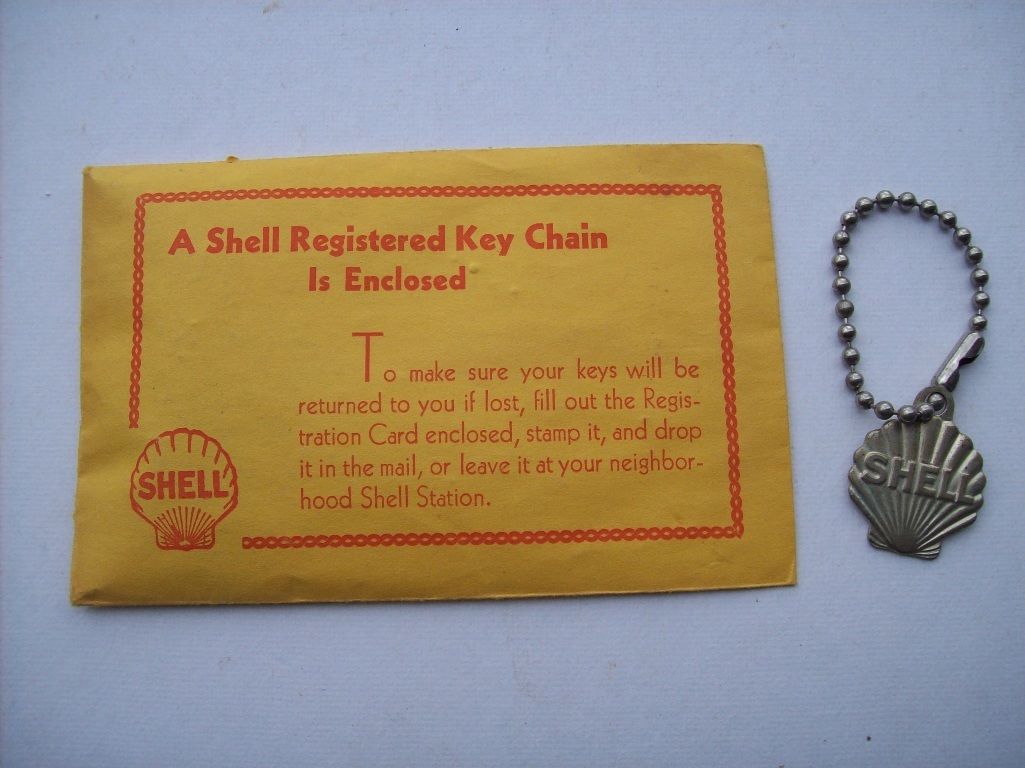 A Shell Registered Key Chain
Is Enclosed
To make sure your keys will be
returned to you if lost, fill out the Regis-
tration Card enclosed, stamp it, and drop
it in the mail, or leave it at your neighbor-
hood Shell Station.
SHELL
SHELL